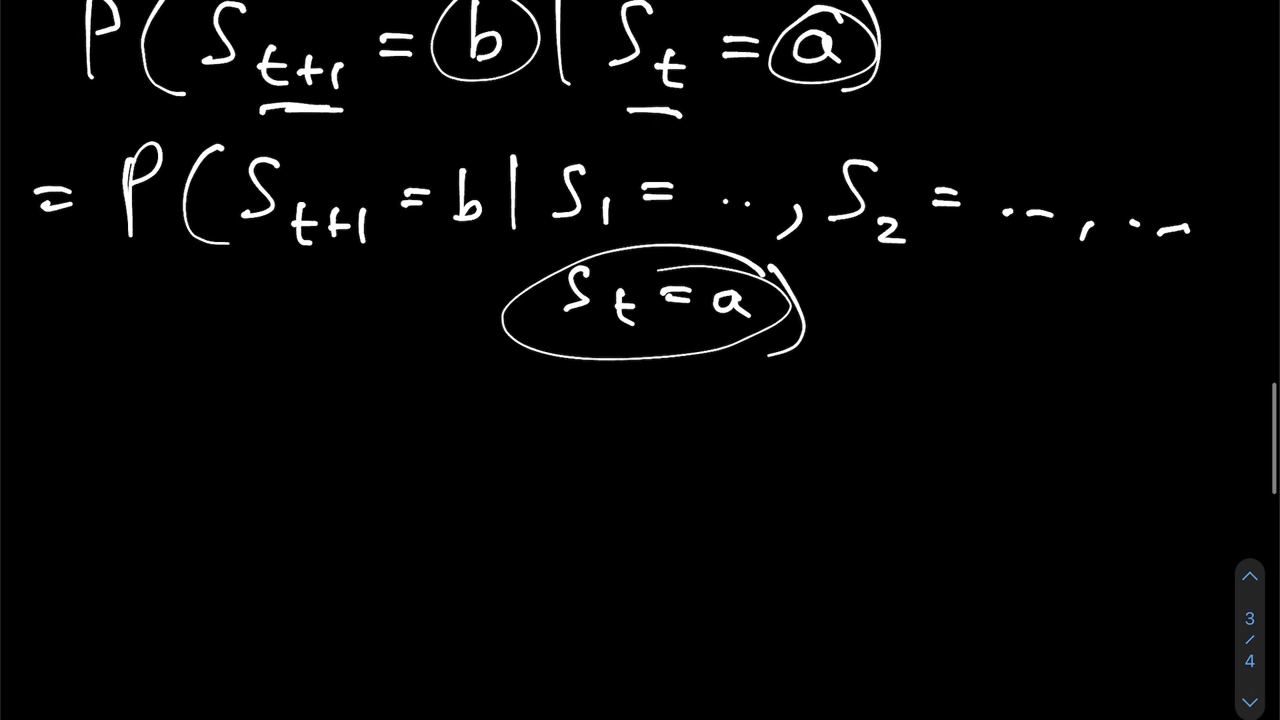 P(S_{t+1} = b | S_t = a)
= P(S_{t+1} = b | S_1 = .., S_2 = .., ..
S_t = a)
3
/
4